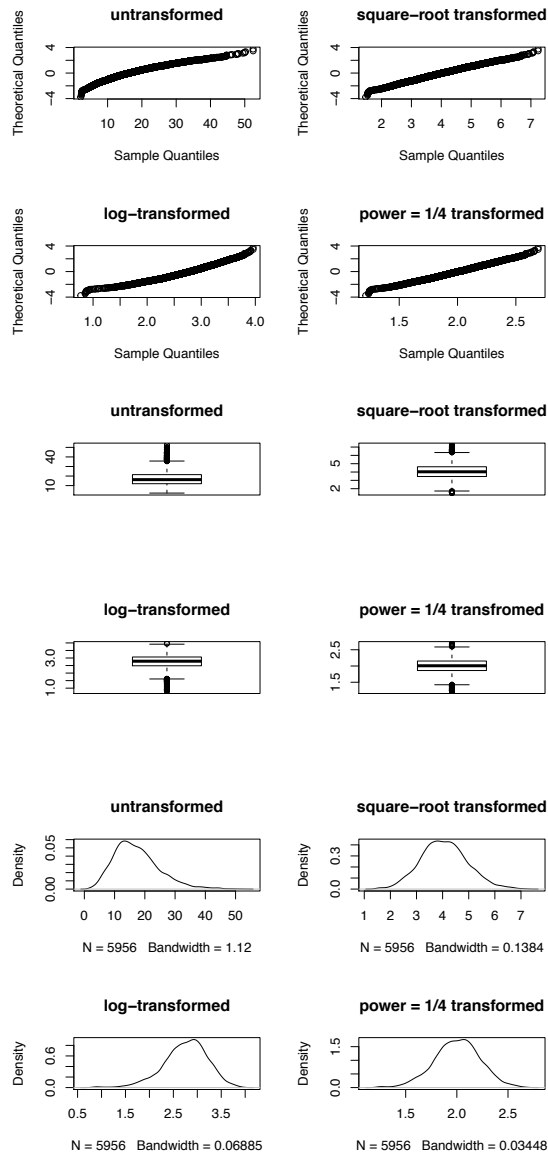 untransformed
Theoretical Quantiles
−4 0 4
10 20 30 40 50
Sample Quantiles
square−root transformed
Theoretical Quantiles
−4 0 4
2 3 4 5 6 7
Sample Quantiles
log−transformed
Theoretical Quantiles
−4 0 4
1.0 2.0 3.0 4.0
Sample Quantiles
power = 1/4 transformed
Theoretical Quantiles
−4 0 4
1.5 2.0 2.5
Sample Quantiles
untransformed
10 40
square−root transformed
2 5
log−transformed
1.0 3.0
power = 1/4 transfromed
1.5 2.5
untransformed
Density
0.00 0.05
0 10 20 30 40 50
N = 5956 Bandwidth = 1.12
square−root transformed
Density
0.0 0.3
1 2 3 4 5 6 7
N = 5956 Bandwidth = 0.1384
log−transformed
Density
0.0 0.6
0.5 1.5 2.5 3.5
N = 5956 Bandwidth = 0.06885
power = 1/4 transformed
Density
0.0 1.5
1.5 2.0 2.5
N = 5956 Bandwidth = 0.03448